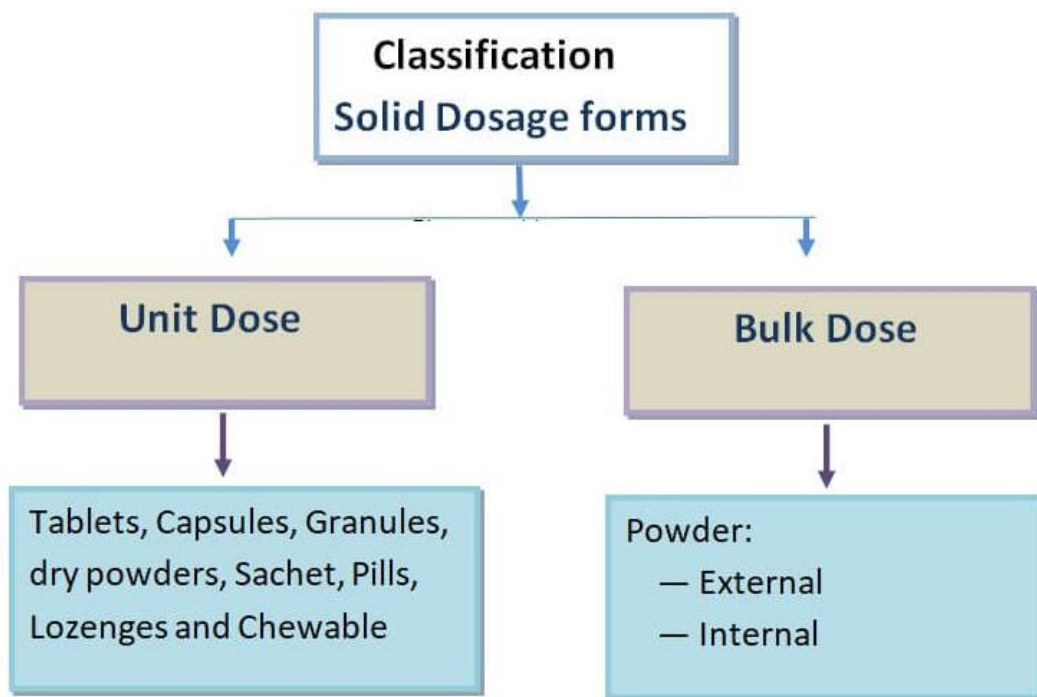 Classification
Solid Dosage forms
Unit Dose
Bulk Dose
Tablets, Capsules, Granules,
dry powders, Sachet, Pills,
Lozenges and Chewable
Powder:
— External
— Internal